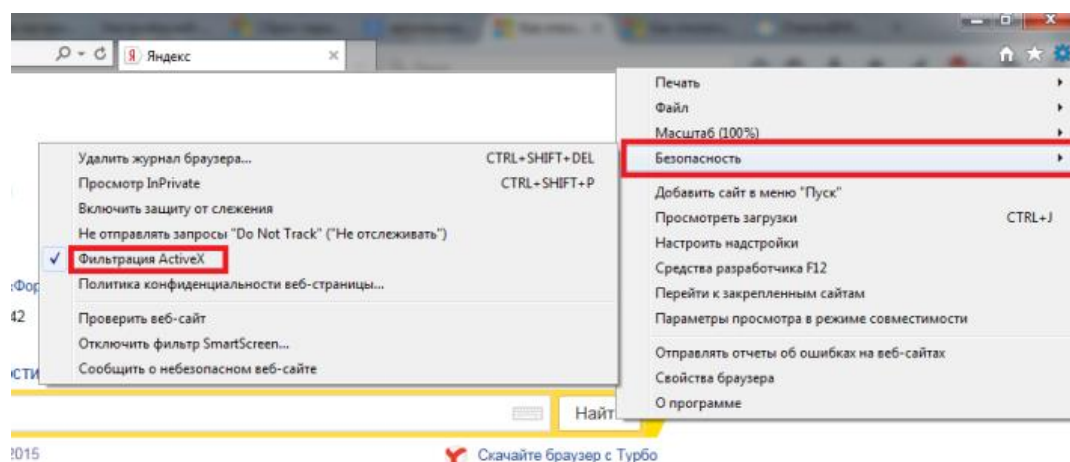 Яндекс
Печать
Файл
Масштаб (100%)
Безопасность
Добавить сайт в меню "Пуск"
Просмотреть загрузки CTRL+J
Настроить надстройки
Средства разработчика F12
Перейти к закрепленным сайтам
Параметры просмотра в режиме совместимости
Отправлять отчеты об ошибках на веб-сайтах
Свойства браузера
О программе
Удалить журнал браузера... CTRL+SHIFT+DEL
Просмотр InPrivate CTRL+SHIFT+P
Включить защиту от слежения
Не отправлять запросы "Do Not Track" ("Не отслеживать")
Фильтрация ActiveX
Политика конфиденциальности веб-страницы...
Проверить веб-сайт
Отключить фильтр SmartScreen...
Сообщить о небезопасном веб-сайте
Фор
42
ости
Найт
2015
Скачайте браузер с Турбо